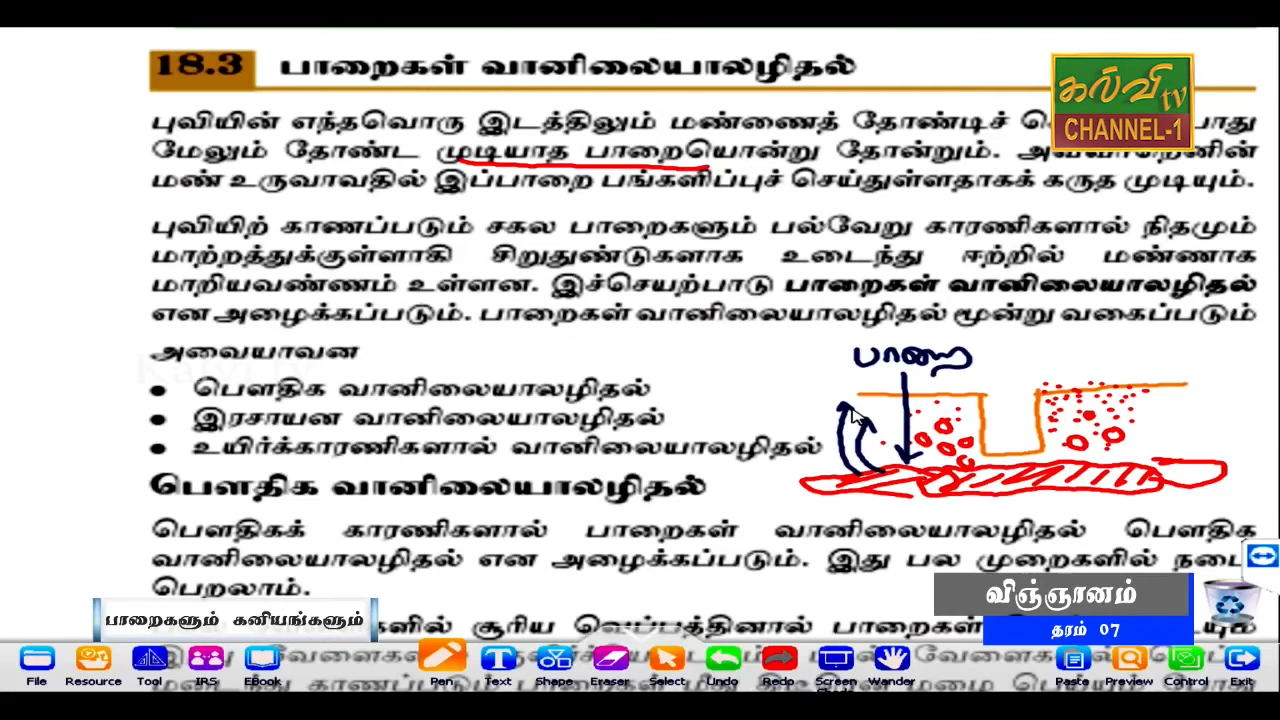 18.3 பாறைகள் வானிலையாலழிதல்
கல்வி tv
CHANNEL-1
புவியின் எந்தவொரு இடத்திலும் மண்ணைத் தோண்டிச்
மேலும் தோண்ட முடியாத பாறையொன்று தோன்றும்.
மண் உருவாவதில் இப்பாறை பங்களிப்புச் செய்துள்ளதாகக் கருத முடியும்.
புவியிற் காணப்படும் சகல பாறைகளும் பல்வேறு காரணிகளால் நிதமும்
மாற்றத்துக்குள்ளாகி சிறுதுண்டுகளாக உடைந்து ஈற்றில் மண்ணாக
மாறியவண்ணம் உள்ளன. இச்செயற்பாடு பாறைகள் வானிலையாலழிதல்
என அழைக்கப்படும். பாறைகள் வானிலையாலழிதல் மூன்று வகைப்படும்
அவையாவன
பாறை
• பௌதிக வானிலையாலழிதல்
• இரசாயன வானிலையாலழிதல்
• உயிர்க்காரணிகளால் வானிலையாலழிதல்
பௌதிக வானிலையாலழிதல்
பௌதிகக் காரணிகளால் பாறைகள் வானிலையாலழிதல் பௌதிக
வானிலையாலழிதல் என அழைக்கப்படும். இது பல முறைகளில்
பெறலாம்.
விஞ்ஞானம்
தரம் 07
பாறைகளும் கனியங்களும்
சூரிய வெப்பத்தினால்
File Resource Tool IRS EBook Pen Text Shape Eraser Select Undo Redo Screen Wander Paste Preview Control Exit